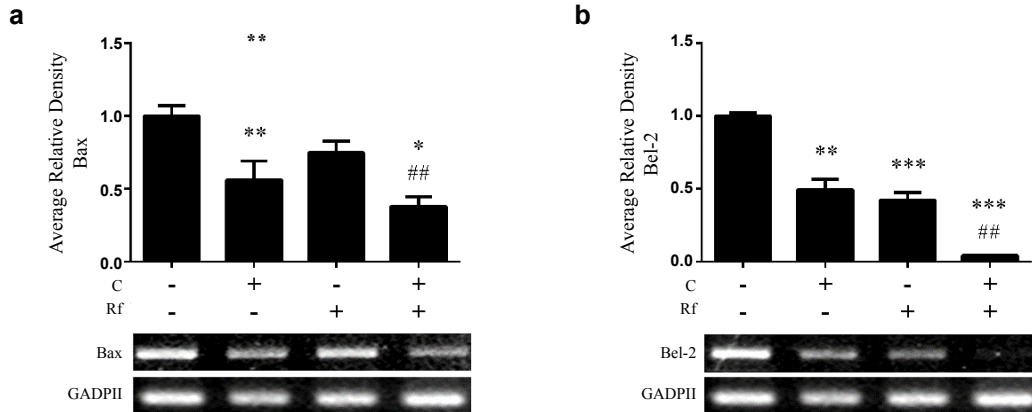 a
Average Relative Density
Bax
1.5
1.0
0.5
0.0
**
**
*
##
C - + - +
Rf - - + +
Bax
GADPII
b
Average Relative Density
Bel-2
1.5
1.0
0.5
0.0
**
***
***
##
C - + - +
Rf - - + +
Bel-2
GADPII